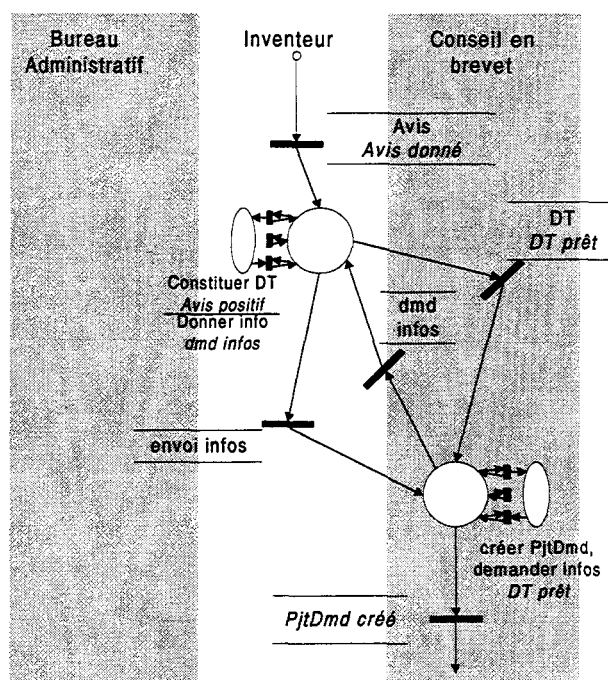 Bureau
Administratif
Inventeur
Conseil en
brevet
Avis
Avis donné
DT
DT prêt
Constituer DT
Avis positif
Donner info
dmd infos
dmd
infos
envoi infos
créer PjtDmd,
demander infos
DT prêt
PjtDmd créé